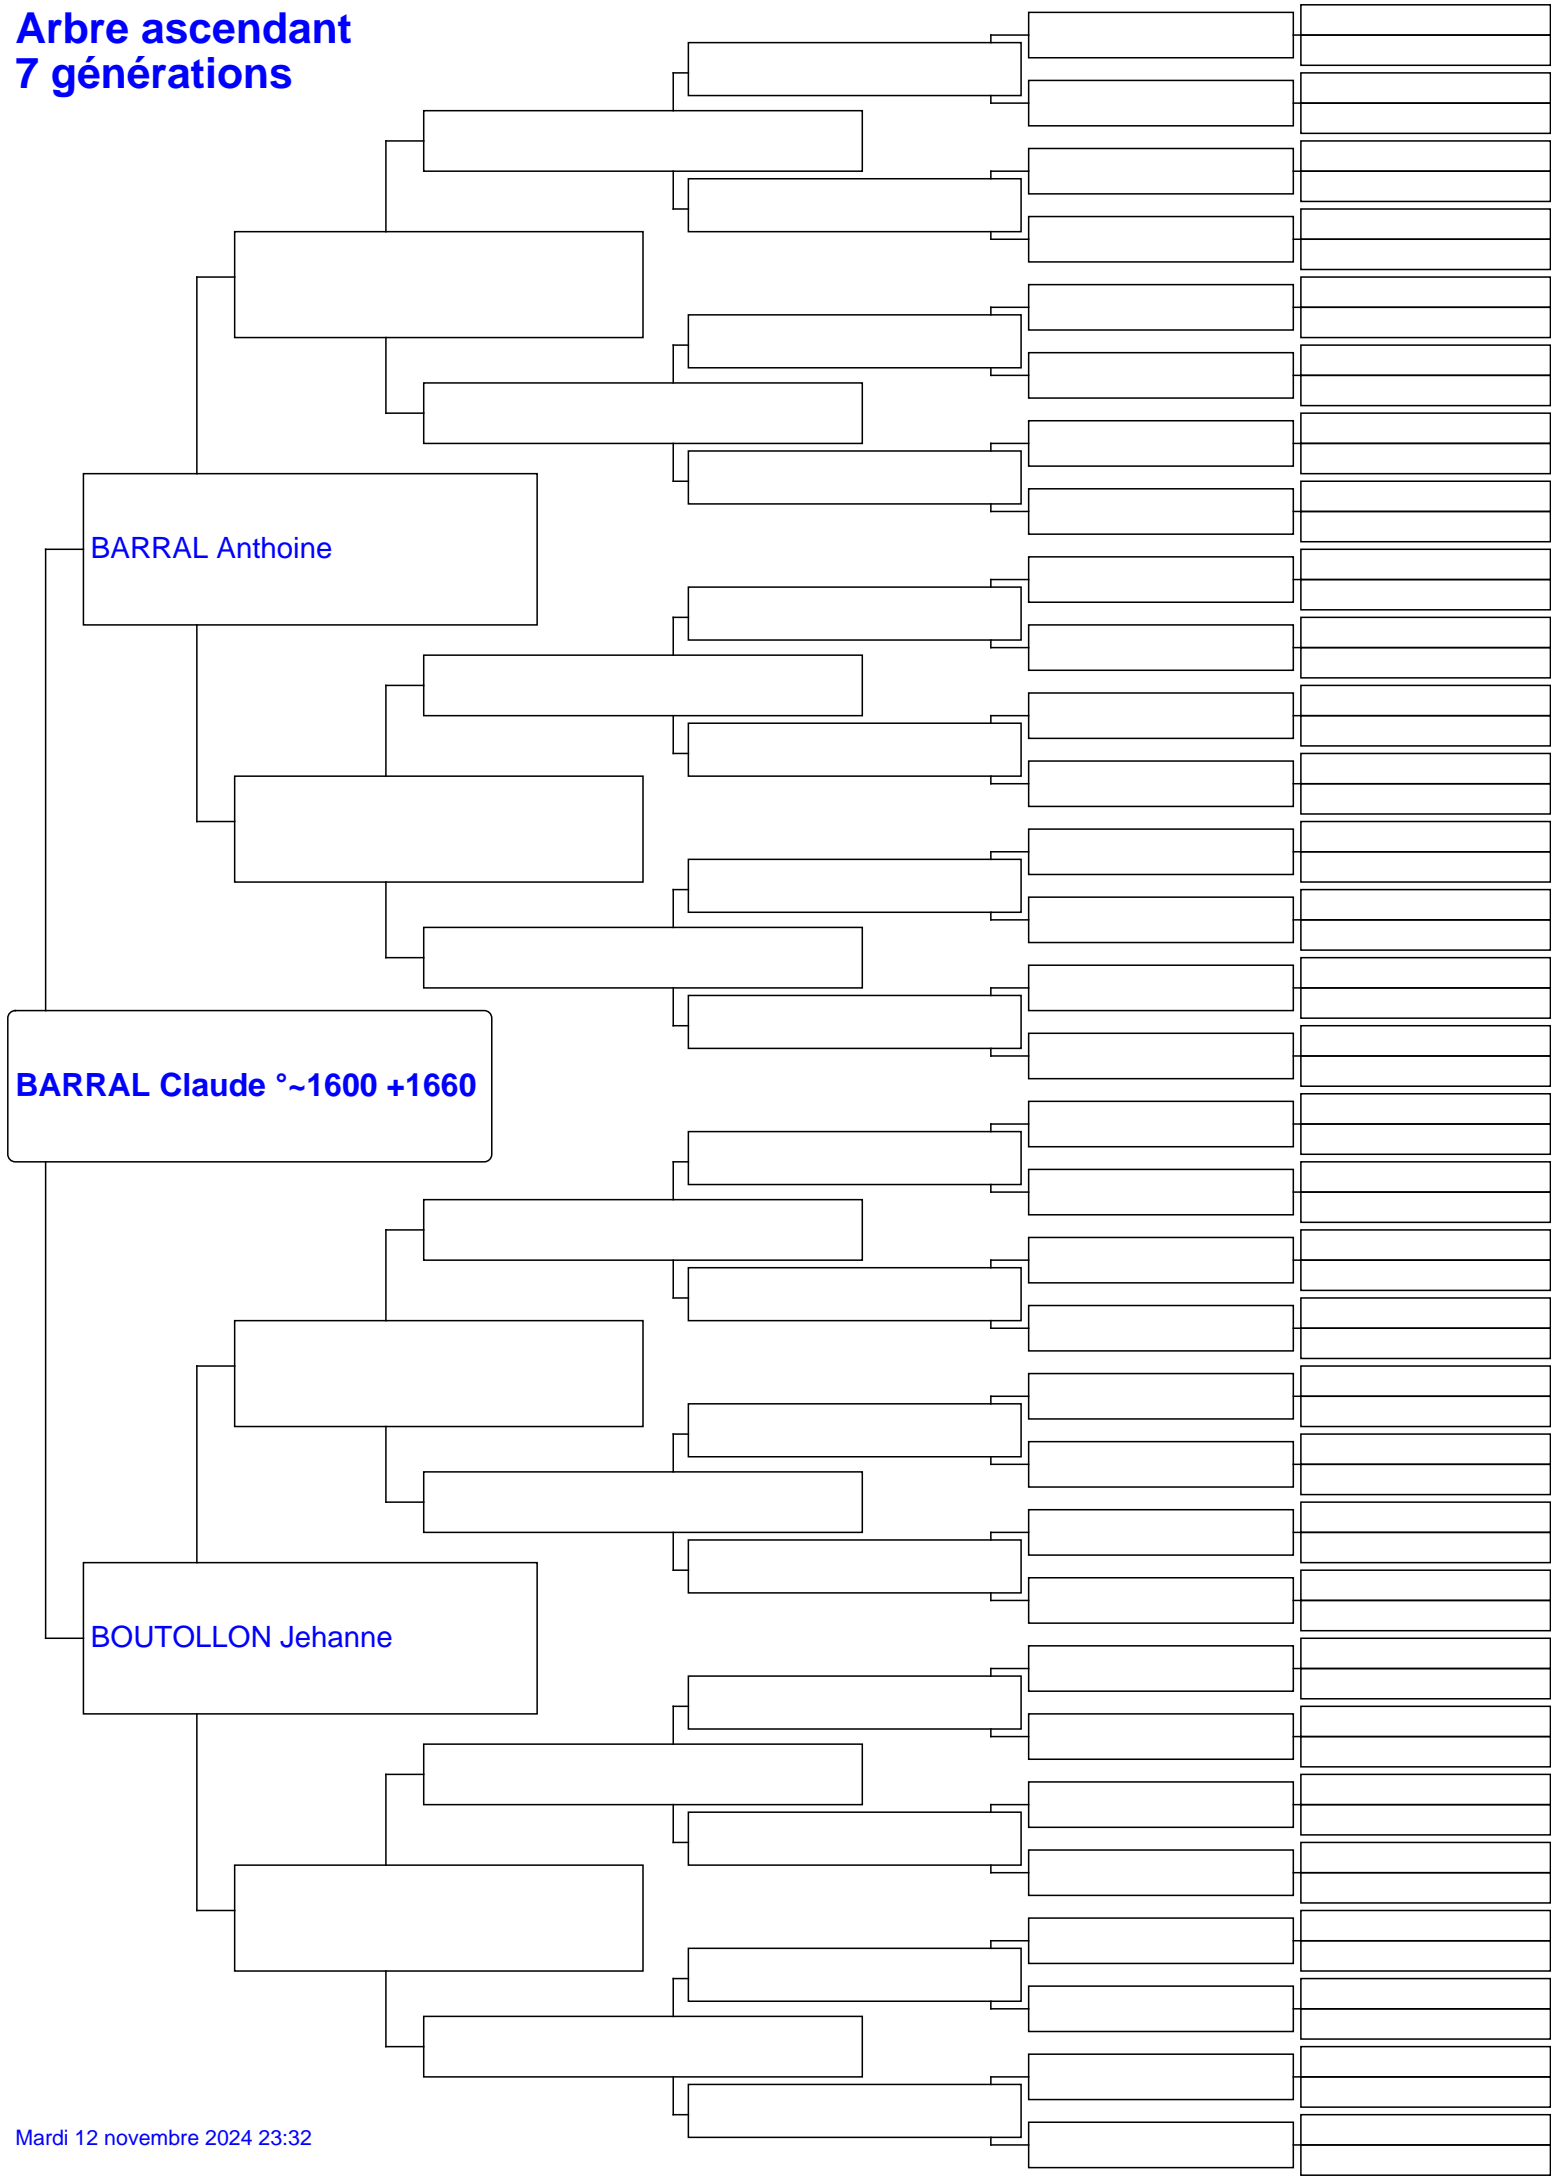 Arbre ascendant
7 générations
BARRAL Anthoine
BARRAL Claude °~1600 +1660
BOUTOLLON Jehanne
Mardi 12 novembre 2024 23:32